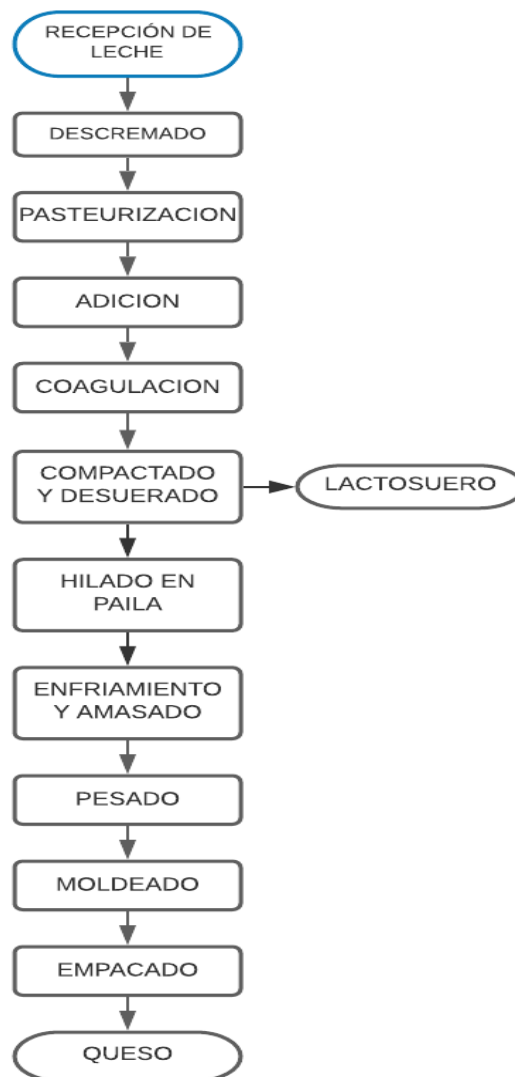 RECEPCIÓN DE
LECHE
DESCREMADO
PASTEURIZACION
ADICION
COAGULACION
COMPACTADO
Y DESUERADO
LACTOSUERO
HILADO EN
PAILA
ENFRIAMIENTO
Y AMASADO
PESADO
MOLDEADO
EMPACADO
QUESO